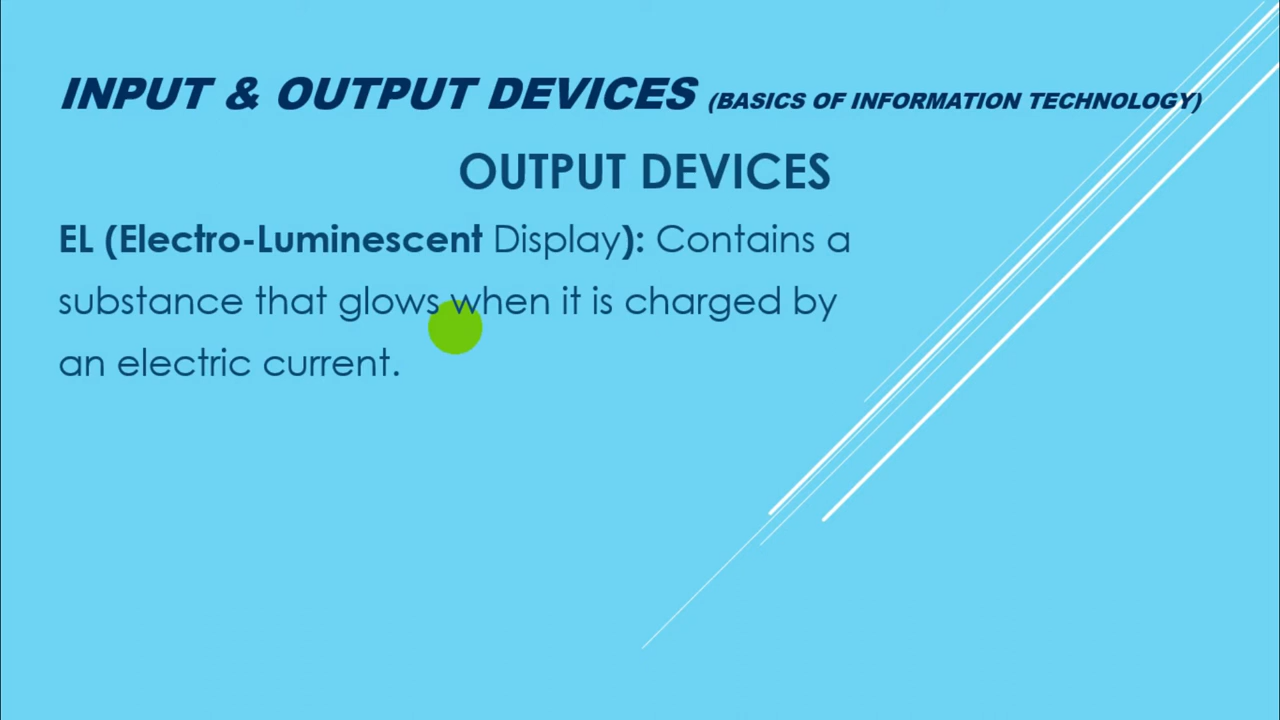 INPUT & OUTPUT DEVICES (BASICS OF INFORMATION TECHNOLOGY)
OUTPUT DEVICES
EL (Electro-Luminescent Display): Contains a
substance that glows when it is charged by
an electric current.